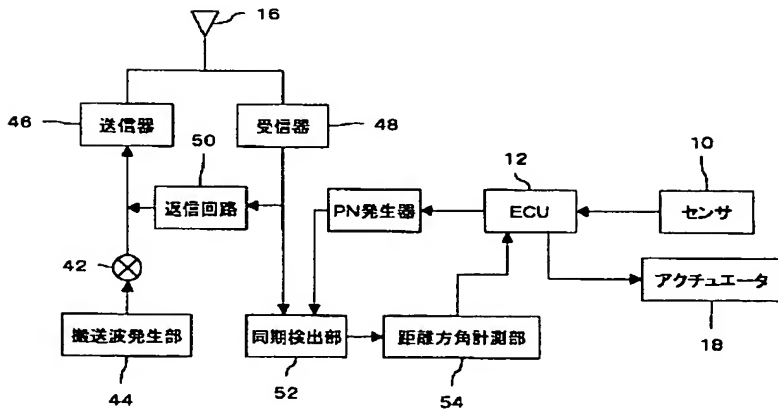 16
46
送信器
受信器
48
50
12
10
返信回路
PN発生器
ECU
センサ
42
アクチュエータ
18
搬送波発生部
同期検出部
距離方角計測部
44
52
54